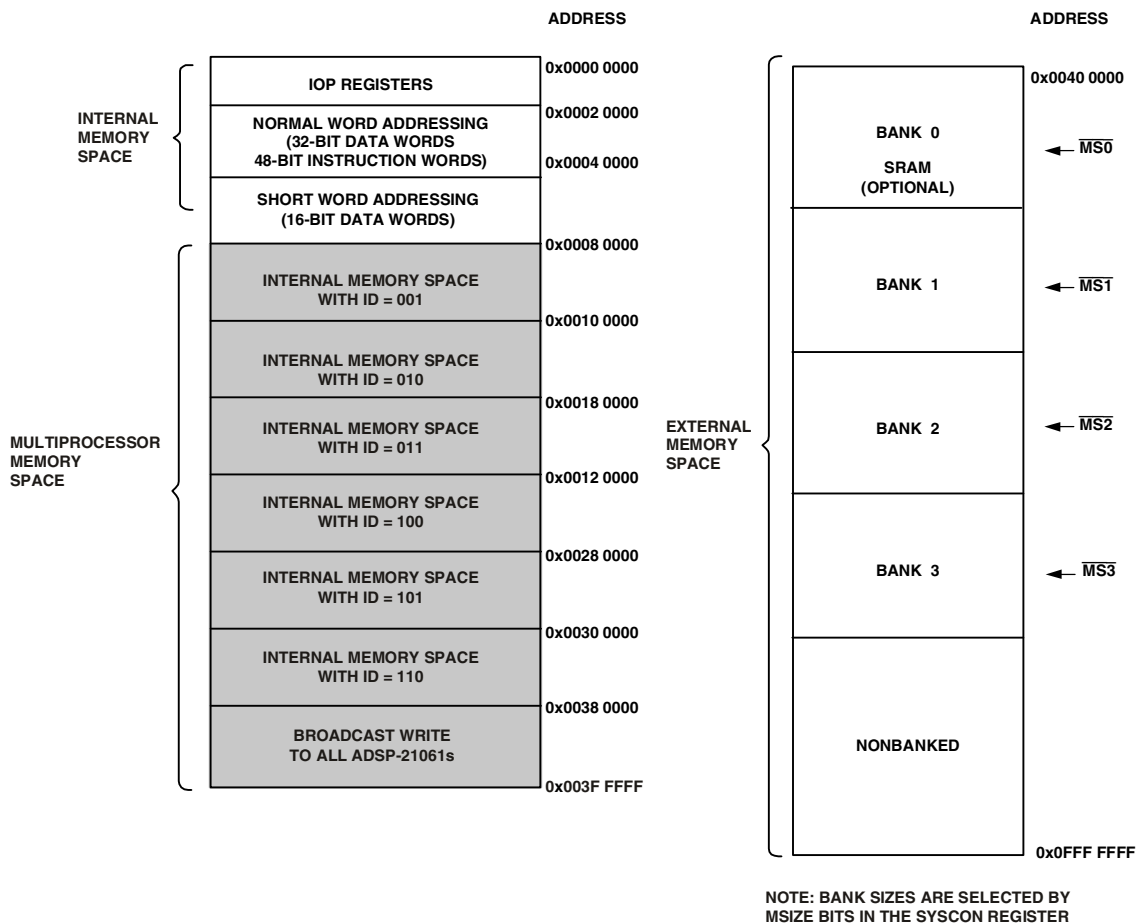 ADDRESS
0x0000 0000
IOP REGISTERS
0x0002 0000
INTERNAL
MEMORY
SPACE
NORMAL WORD ADDRESSING
(32-BIT DATA WORDS
48-BIT INSTRUCTION WORDS)
0x0004 0000
SHORT WORD ADDRESSING
(16-BIT DATA WORDS)
0x0008 0000
INTERNAL MEMORY SPACE
WITH ID = 001
0x0010 0000
INTERNAL MEMORY SPACE
WITH ID = 010
0x0018 0000
MULTIPROCESSOR
MEMORY
SPACE
INTERNAL MEMORY SPACE
WITH ID = 011
0x0012 0000
INTERNAL MEMORY SPACE
WITH ID = 100
0x0028 0000
INTERNAL MEMORY SPACE
WITH ID = 101
0x0030 0000
INTERNAL MEMORY SPACE
WITH ID = 110
0x0038 0000
BROADCAST WRITE
TO ALL ADSP-21061s
0x003F FFFF
ADDRESS
0x0040 0000
BANK 0
MS0
SRAM
(OPTIONAL)
BANK 1
MS1
EXTERNAL
MEMORY
SPACE
BANK 2
MS2
BANK 3
MS3
NONBANKED
0x0FFF FFFF
NOTE: BANK SIZES ARE SELECTED BY
MSIZE BITS IN THE SYSCON REGISTER